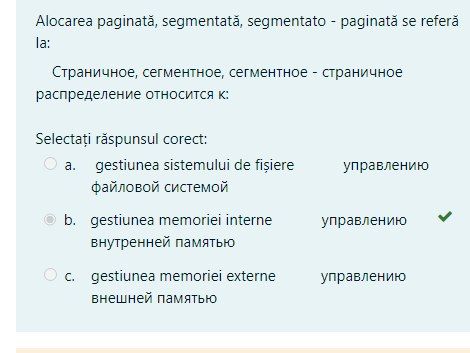 Alocarea paginată, segmentată, segmentato - paginată se referă
la:
Страничное, сегментное, сегментное - страничное
распределение относится к:
Selectați răspunsul corect:
a. gestiunea sistemului de fișiere управлению
файловой системой
b. gestiunea memoriei interne управлению
внутренней памятью
c. gestiunea memoriei externe управлению
внешней памятью